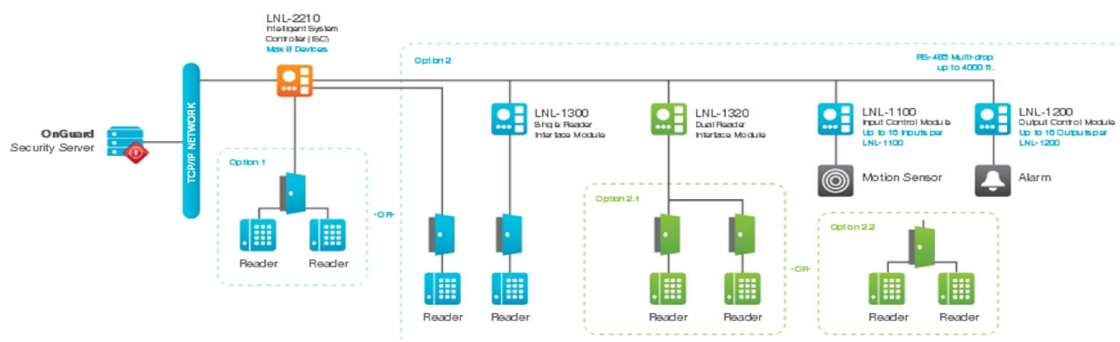 LNL-2210
Intelligent System
Controller (ISC)
Max 8 Devices
Option 2
RS-485 Multi-drop
up to 4000 ft.
OnGuard
Security Server
TCP/IP NETWORK
LNL-1300
Single Reader
Interface Module
LNL-1320
Dual Reader
Interface Module
LNL-1100
Input Control Module
Up to 16 Inputs per
LNL-1100
LNL-1200
Output Control Module
Up to 16 Outputs per
LNL-1200
Motion Sensor
Alarm
Option 1
Reader
Reader
-OR-
Reader
Reader
Option 2.1
Reader
Reader
-OR-
Option 2.2
Reader
Reader